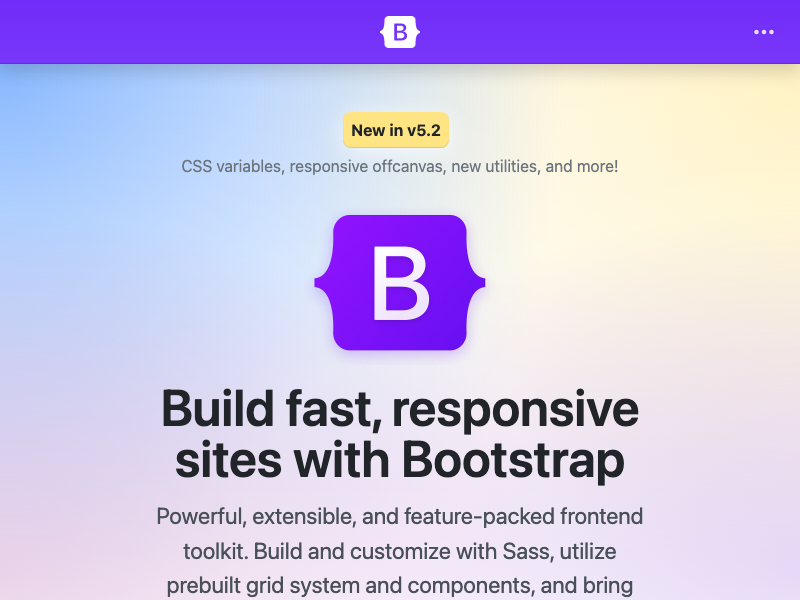 B
New in v5.2
CSS variables, responsive offcanvas, new utilities, and more!
B
Build fast, responsive
sites with Bootstrap
Powerful, extensible, and feature-packed frontend
toolkit. Build and customize with Sass, utilize
prebuilt grid system and components, and bring